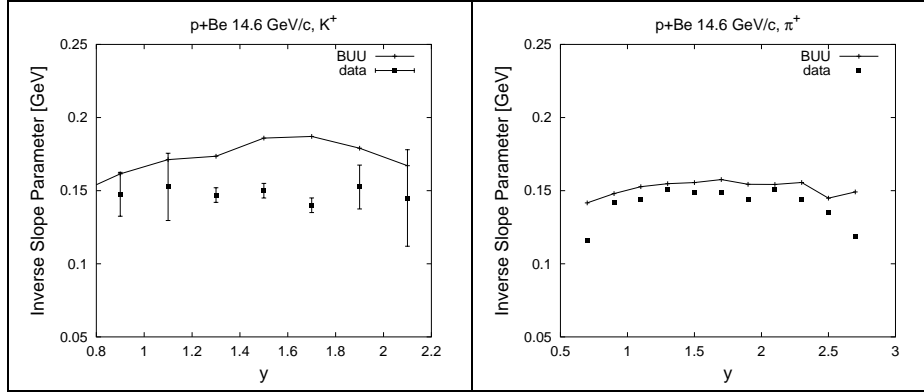 p+Be 14.6 GeV/c, K+
BUU
data
Inverse Slope Parameter [GeV]
0.25
0.2
0.15
0.1
0.05
0.8 1 1.2 1.4 1.6 1.8 2 2.2
y
p+Be 14.6 GeV/c, π+
BUU
data
Inverse Slope Parameter [GeV]
0.25
0.2
0.15
0.1
0.05
0.5 1 1.5 2 2.5 3
y